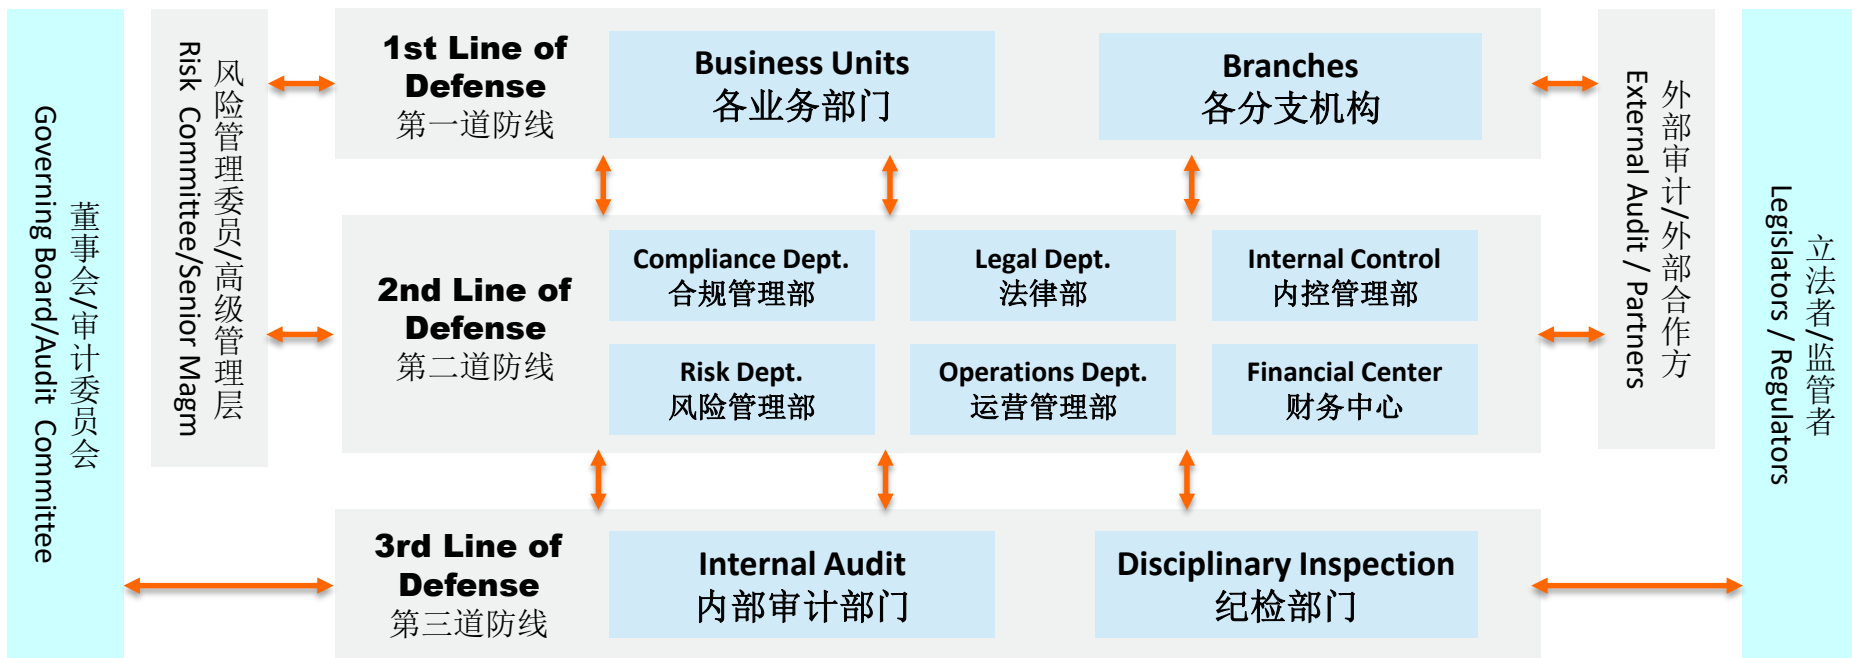 董事会/审计委员会
Governing Board/Audit Committee
风险管理委员/高级管理层
Risk Committee/Senior Magm
1st Line of
Defense
第一道防线
Business Units
各业务部门
Branches
各分支机构
2nd Line of
Defense
第二道防线
Compliance Dept.
合规管理部
Legal Dept.
法律部
Internal Control
内控管理部
Risk Dept.
风险管理部
Operations Dept.
运营管理部
Financial Center
财务中心
3rd Line of
Defense
第三道防线
Internal Audit
内部审计部门
Disciplinary Inspection
纪检部门
外部审计/外部合作方
External Audit / Partners
立法者/监管者
Legislators / Regulators